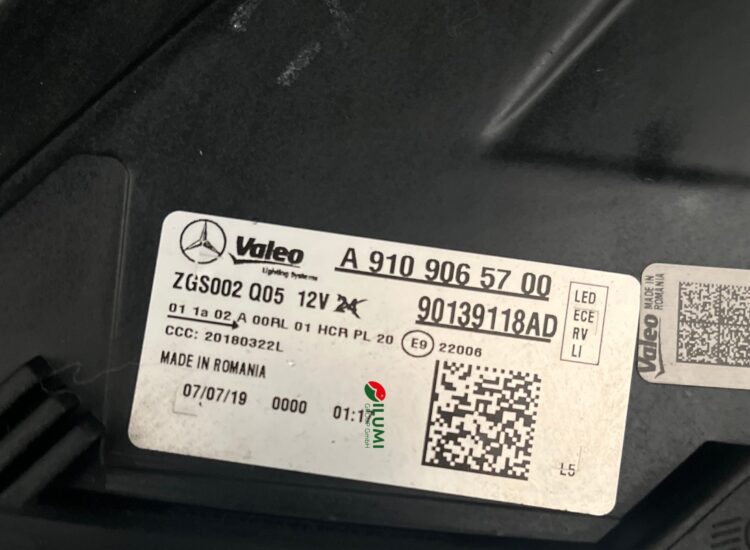 Valeo
Lighting Systems
A 910 906 57 00
ZGS002 Q05 12V 24
90139118AD
LED
ECE
RV
LI
01 1a 02 A 00RL 01 HCR PL 20
E9 22006
CCC: 20180322L
MADE IN ROMANIA
07/07/19 0000
L5
ILUMI
GmbH
Valeo
MADE IN
ROMANIA